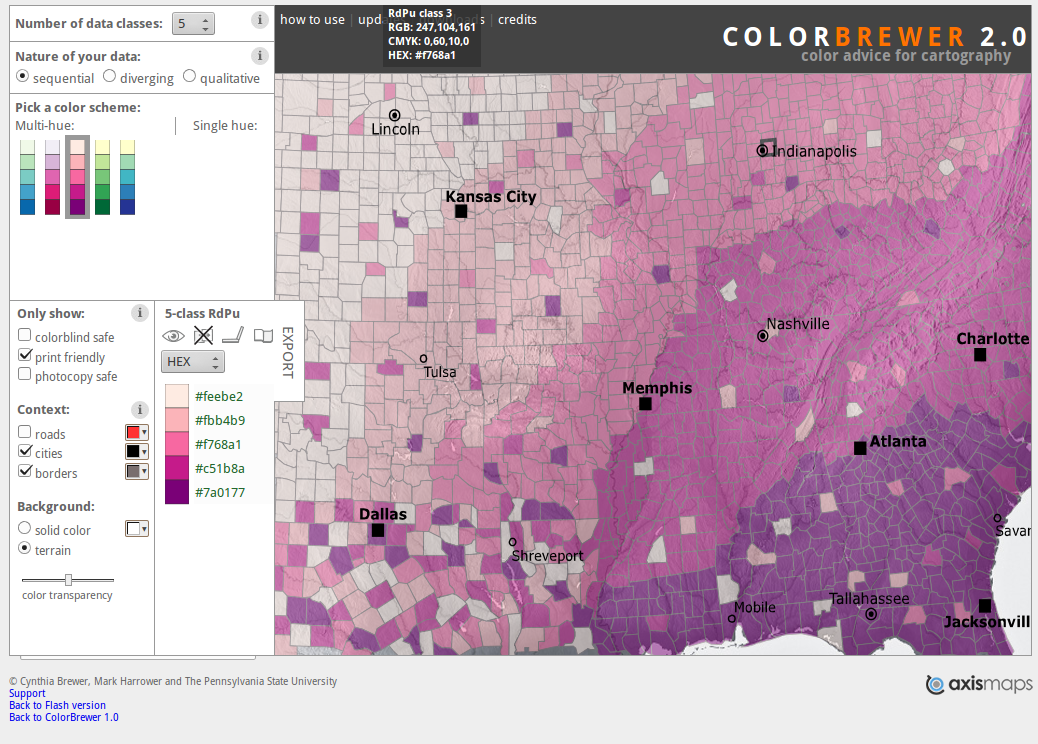 Number of data classes: 5 i
how to use | upda s | credits
RdPu class 3
RGB: 247,104,161
CMYK: 0,60,10,0
HEX: #f768a1
COLORBREWER 2.0
color advice for cartography
Nature of your data: i
sequential diverging qualitative
Pick a color scheme:
Multi-hue: Single hue:
Only show: i
colorblind safe
print friendly
photocopy safe
Context: i
roads
cities
borders
Background:
solid color
terrain
color transparency
5-class RdPu
HEX
EXPORT
#feebe2
#fbb4b9
#f768a1
#c51b8a
#7a0177
Lincoln
Indianapolis
Kansas City
Nashville
Charlotte
Tulsa
Memphis
Atlanta
Dallas
Savar
Shreveport
Tallahassee
Mobile
Jacksonvill
© Cynthia Brewer, Mark Harrower and The Pennsylvania State University
Support
Back to Flash version
Back to ColorBrewer 1.0
axismaps